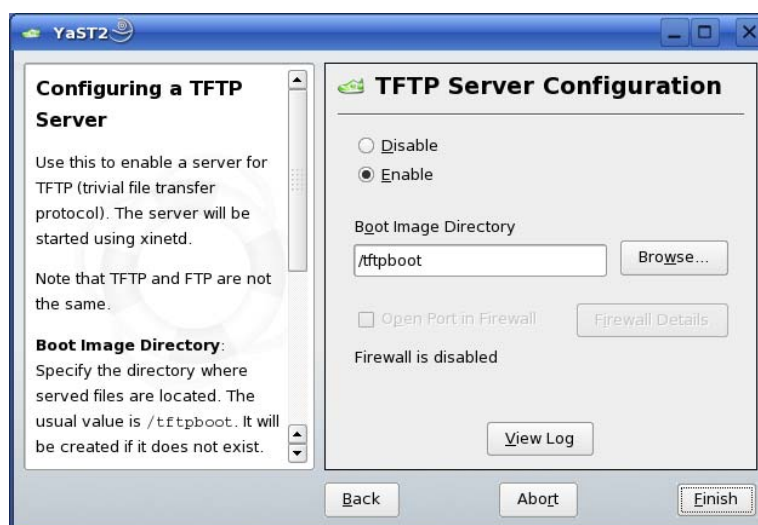 YaST2
Configuring a TFTP
Server
Use this to enable a server for
TFTP (trivial file transfer
protocol). The server will be
started using xinetd.
Note that TFTP and FTP are not
the same.
Boot Image Directory:
Specify the directory where
served files are located. The
usual value is /tftpboot. It will
be created if it does not exist.
TFTP Server Configuration
Disable
Enable
Boot Image Directory
/tftpboot
Browse...
Open Port in Firewall
Firewall Details
Firewall is disabled
View Log
Back
Abort
Finish